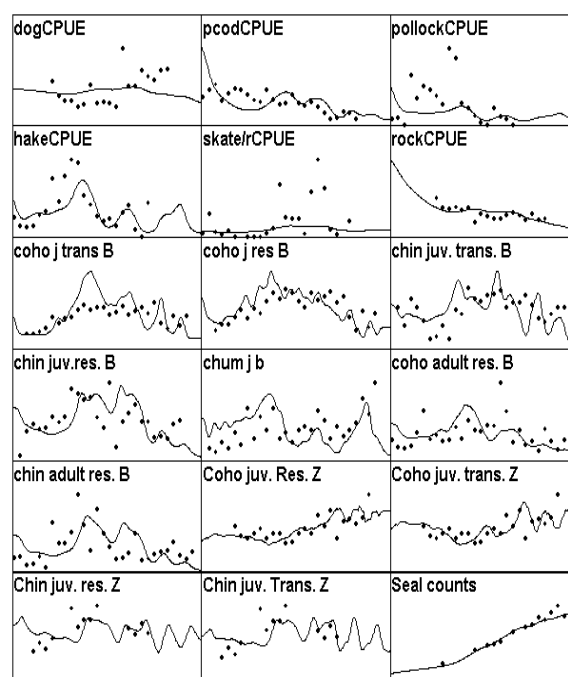 dogCPUE
pcodCPUE
pollockCPUE
hakeCPUE
skate/rCPUE
rockCPUE
coho j trans B
coho j res B
chin juv. trans. B
chin juv.res. B
chum j b
coho adult res. B
chin adult res. B
Coho juv. Res. Z
Coho juv. trans. Z
Chin juv. res. Z
Chin juv. Trans. Z
Seal counts